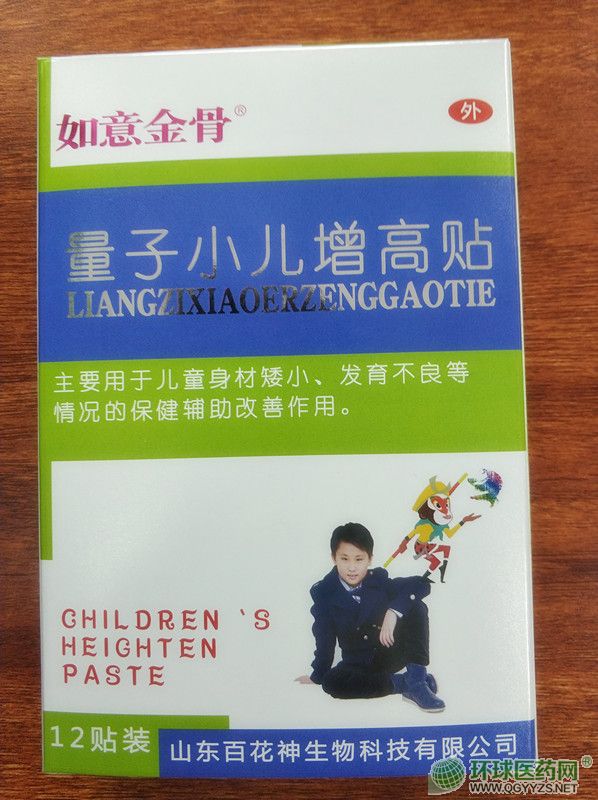 如意金骨®
外
量子小儿增高贴
LIANGZIXIAOERZENGGAOTIE
主要用于儿童身材矮小、发育不良等
情况的保健辅助改善作用。
CHILDREN 'S
HEIGHTEN
PASTE
12贴装
山东百花神生物科技有限公司
环球医药网®
WWW.QGYYZS.NET